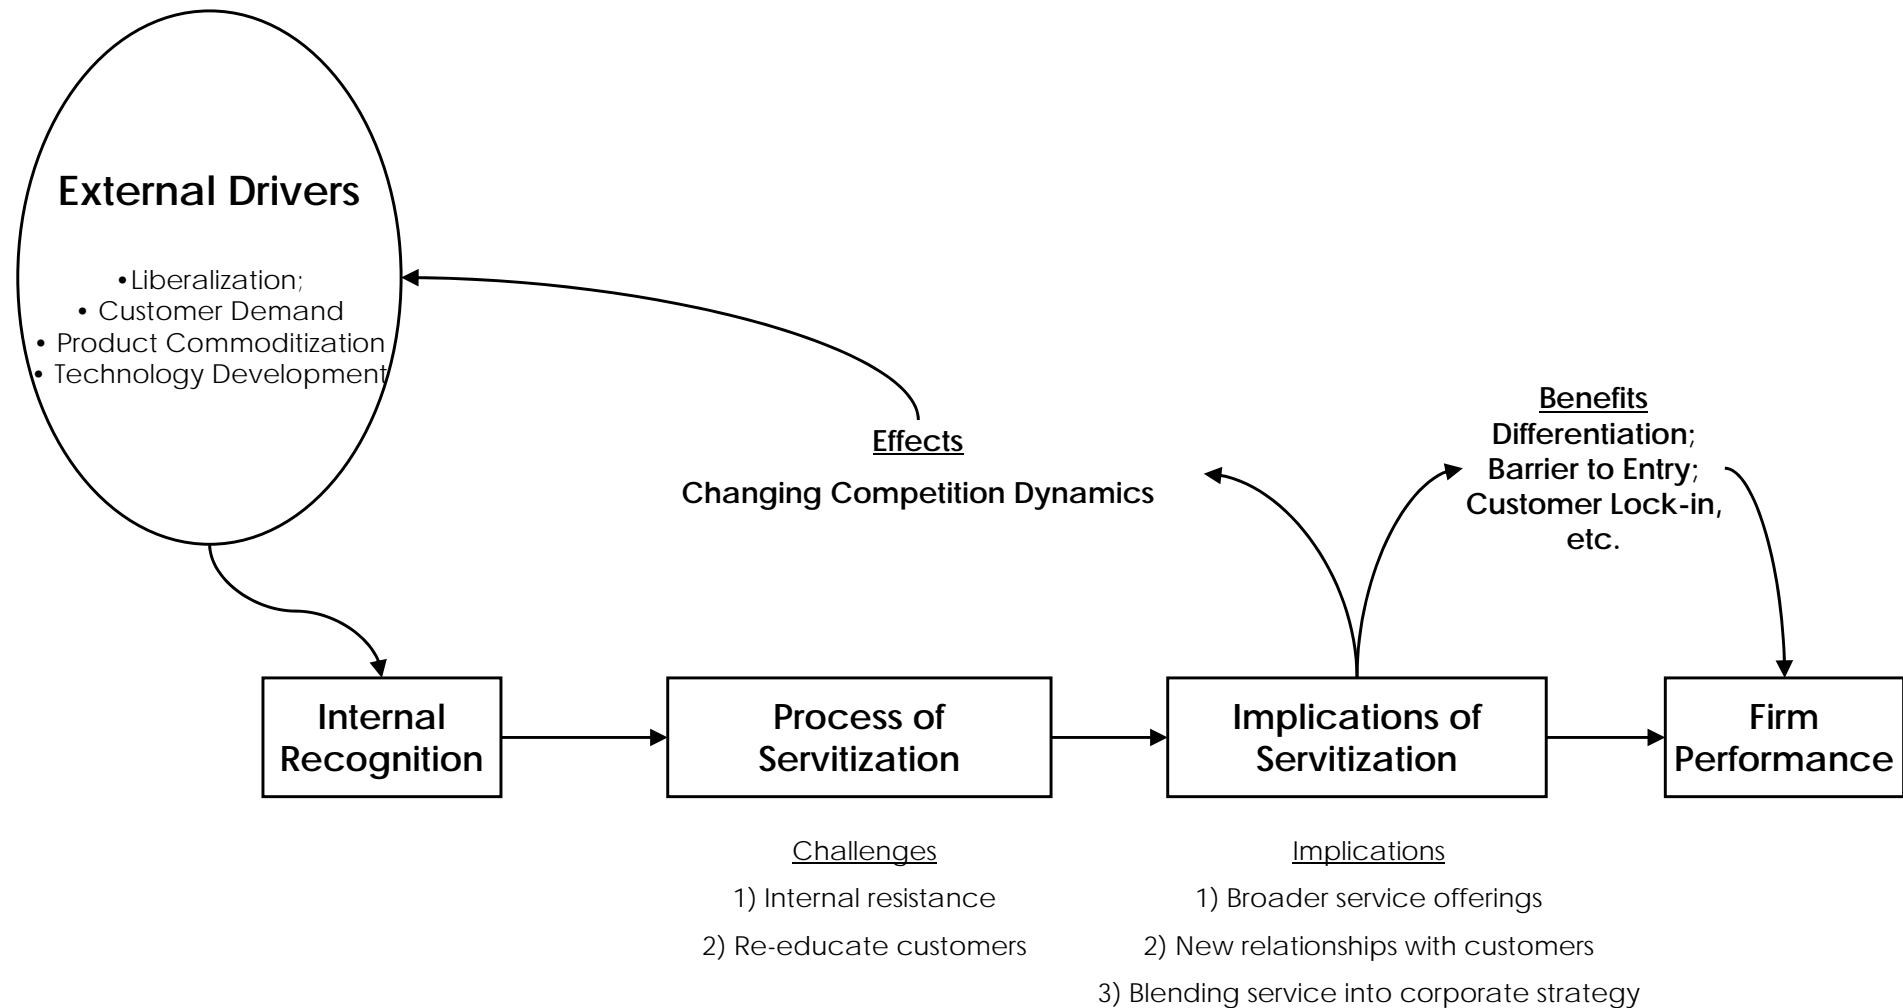 External Drivers
•Liberalization;
• Customer Demand
• Product Commoditization
• Technology Development
Effects
Changing Competition Dynamics
Benefits
Differentiation;
Barrier to Entry;
Customer Lock-in,
etc.
Internal
Recognition
Process of
Servitization
Implications of
Servitization
Firm
Performance
Challenges
1) Internal resistance
2) Re-educate customers
Implications
1) Broader service offerings
2) New relationships with customers
3) Blending service into corporate strategy